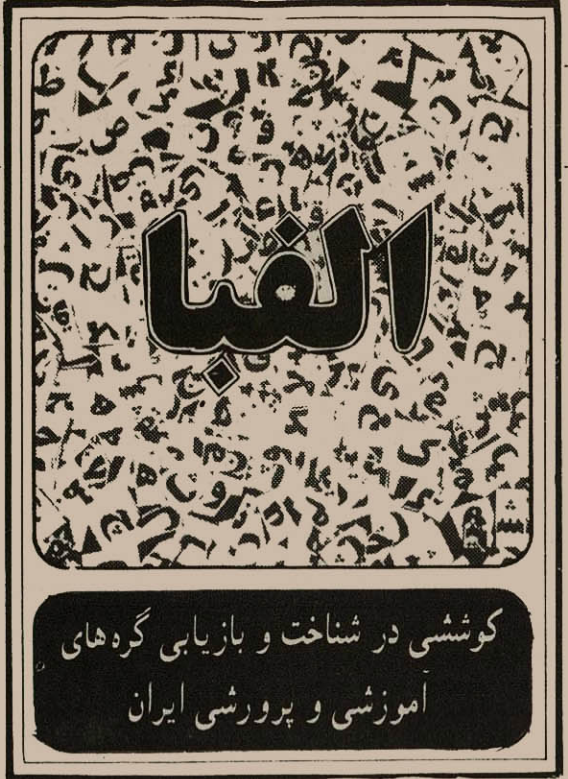 الفبا
کوششی در شناخت و بازیابی گره‌های
آموزشی و پرورشی ایران